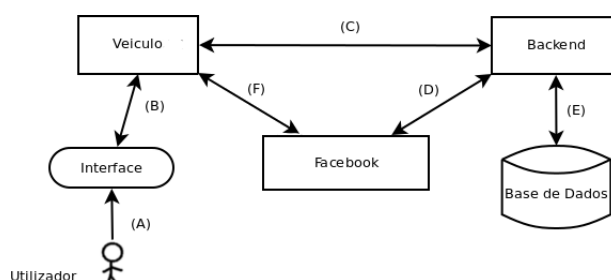 (C)
Veiculo
Backend
(F)
(D)
(B)
(E)
Interface
Facebook
Base de Dados
(A)
Utilizador